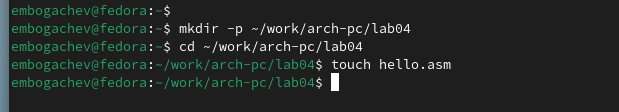 embogachev@fedora:~$
embogachev@fedora:~$ mkdir -p ~/work/arch-pc/lab04
embogachev@fedora:~$ cd ~/work/arch-pc/lab04
embogachev@fedora:~/work/arch-pc/lab04$ touch hello.asm
embogachev@fedora:~/work/arch-pc/lab04$